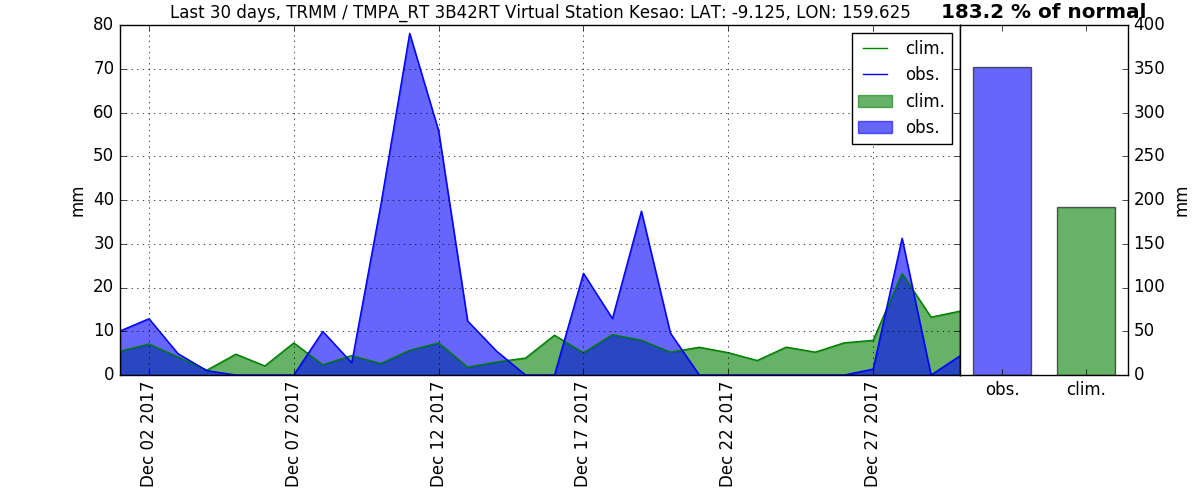 Last 30 days, TRMM / TMPA_RT 3B42RT Virtual Station Kesao: LAT: -9.125, LON: 159.625
183.2 % of normal
80
70
60
50
40
30
20
10
0
mm
clim.
obs.
clim.
obs.
400
350
300
250
200
150
100
50
0
mm
Dec 02 2017
Dec 07 2017
Dec 12 2017
Dec 17 2017
Dec 22 2017
Dec 27 2017
obs.
clim.